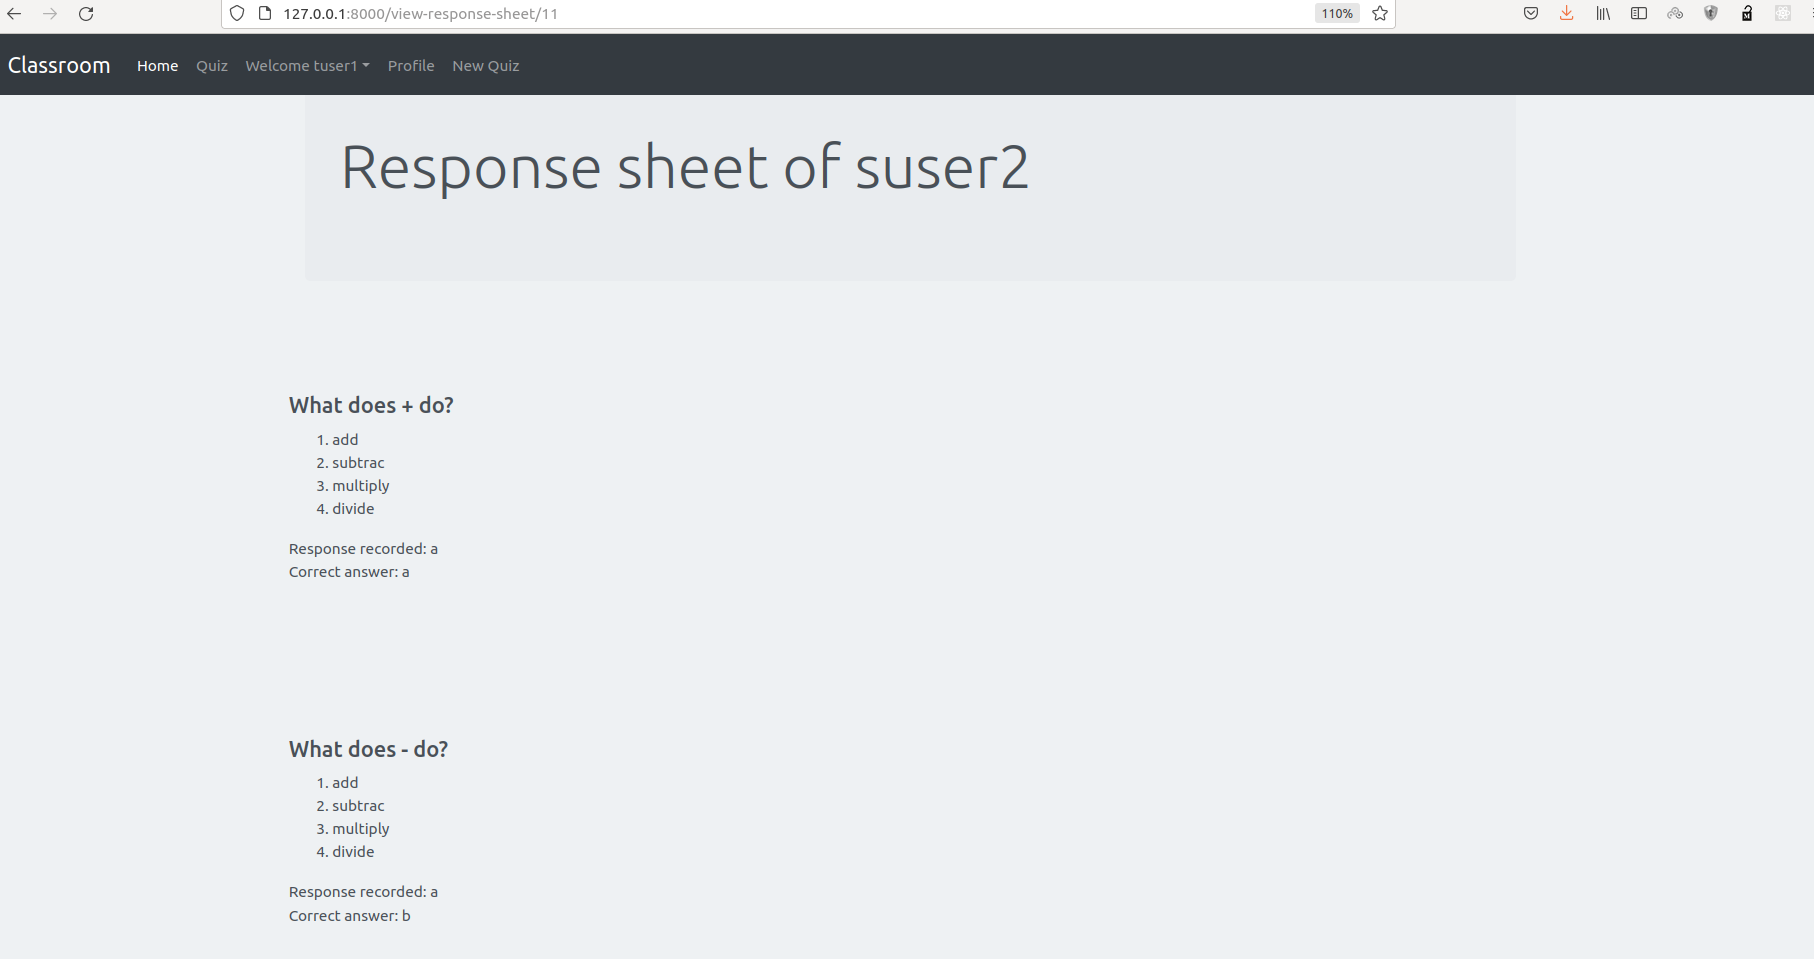 127.0.0.1:8000/view-response-sheet/11
110%
Classroom Home Quiz Welcome tuser1 Profile New Quiz
Response sheet of suser2
What does + do?
1. add
2. subtrac
3. multiply
4. divide
Response recorded: a
Correct answer: a
What does - do?
1. add
2. subtrac
3. multiply
4. divide
Response recorded: a
Correct answer: b